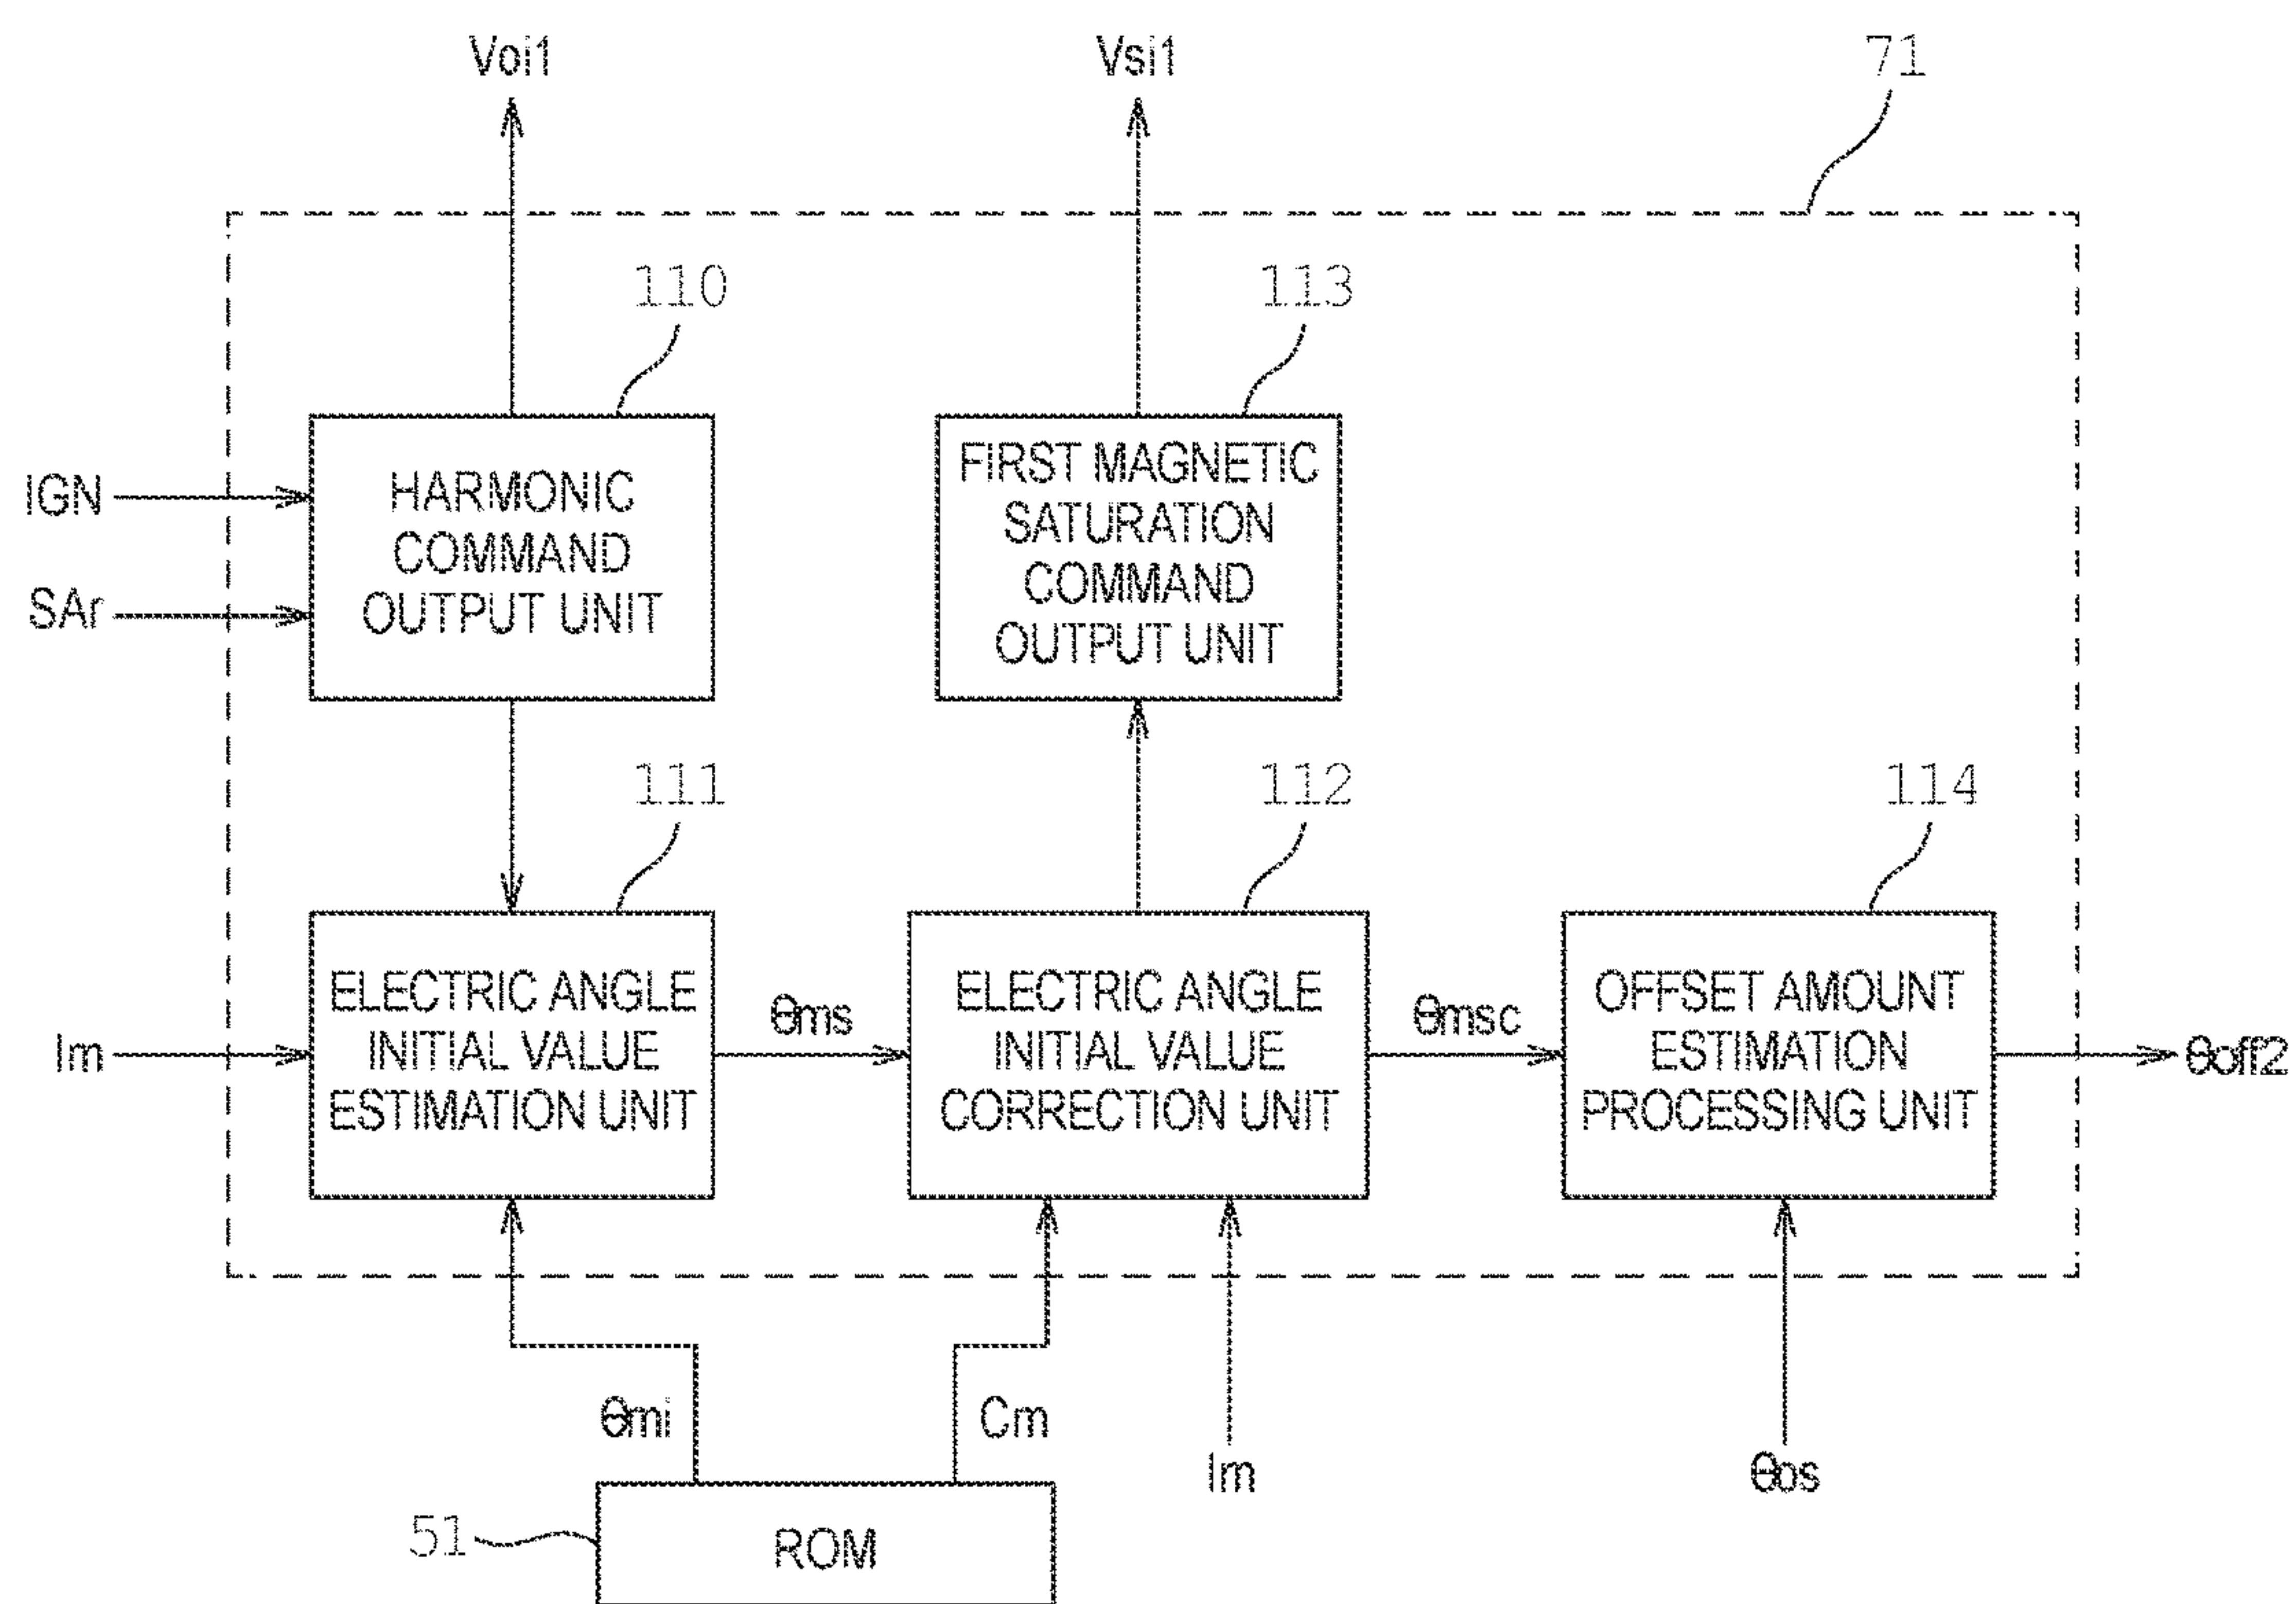 Voi1
Vsi1
71
110
113
IGN
SAr
HARMONIC
COMMAND
OUTPUT UNIT
FIRST MAGNETIC
SATURATION
COMMAND
OUTPUT UNIT
111
112
114
Im
ELECTRIC ANGLE
INITIAL VALUE
ESTIMATION UNIT
θms
ELECTRIC ANGLE
INITIAL VALUE
CORRECTION UNIT
θmsc
OFFSET AMOUNT
ESTIMATION
PROCESSING UNIT
θoff2
θmi
Cm
Im
θos
51
ROM